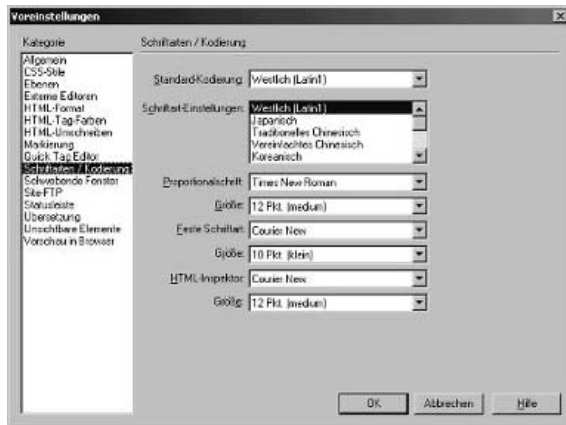 Voreinstellungen
Kategorie
Schriftarten / Kodierung
Allgemein
CSS-Stile
Ebenen
Externe Editoren
HTML-Format
HTML-Tag-Farben
HTML-Umschreiben
Markierung
Quick Tag Editor
Schriftarten / Kodierung
Schwebende Fenster
Site-FTP
Statusleiste
Übersetzung
Unsichtbare Elemente
Vorschau in Browser
Standard-Kodierung: Westlich (Latin1)
Schriftart-Einstellungen: Westlich (Latin1)
Japanisch
Traditionelles Chinesisch
Vereinfachtes Chinesisch
Koreanisch
Proportionalschrift: Times New Roman
Größe: 12 Pkt. (medium)
Feste Schriftart: Courier New
Größe: 10 Pkt. (klein)
HTML-Inspektor: Courier New
Größe: 12 Pkt. (medium)
OK Abbrechen Hilfe